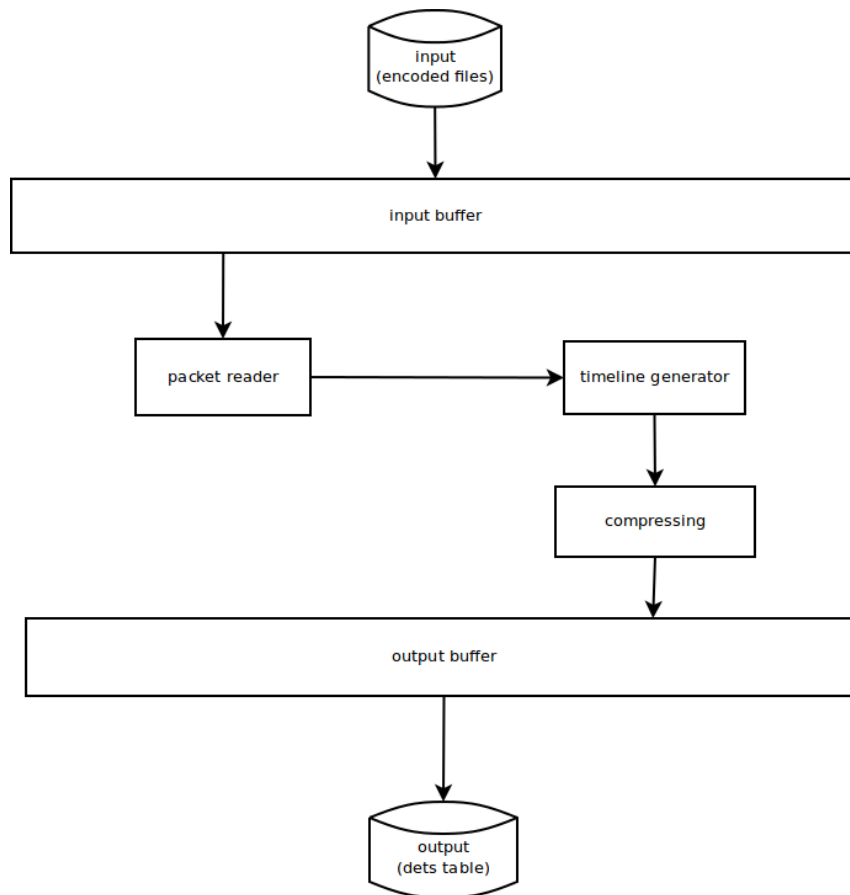 input
(encoded files)
input buffer
packet reader
timeline generator
compressing
output buffer
output
(dets table)